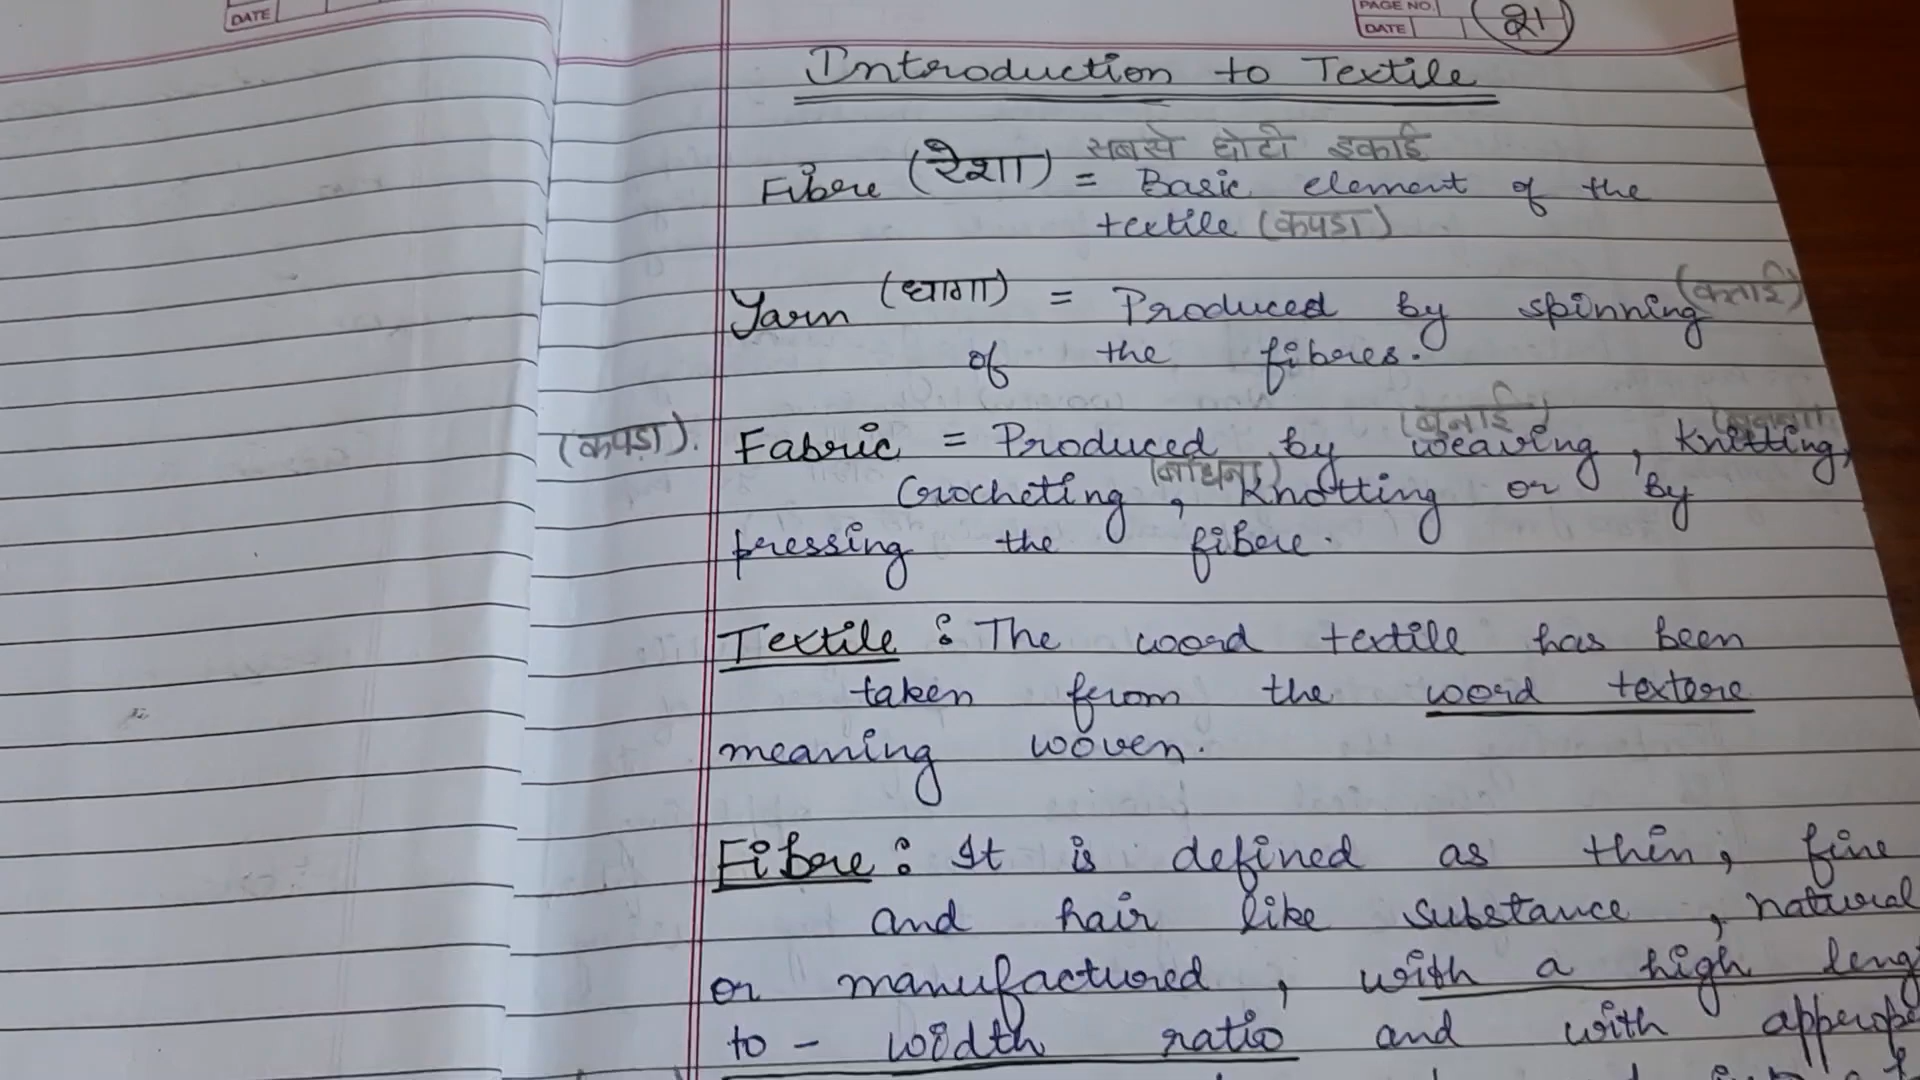 DATE
PAGE NO.
DATE
21
Introduction to Textile
सबसे छोटी इकाई
Fibre (रेशा) = Basic element of the
textile (कपडा)
Yarn (धागा) = Produced by spinning (कताई)
of the fibres.
(बुनाई)
(कपड़ा). Fabric = Produced by weaving, Knitting,
(बांधना)
Crocheting, Knotting or by
pressing the fibre.
Textile : The word textile has been
taken from the word textere
meaning woven.
Fibre : It is defined as thin, fine
and hair like substance, natural
or manufactured, with a high
to - width ratio and with